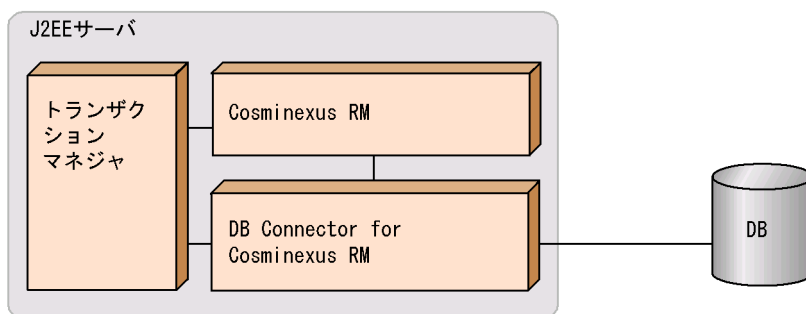 J2EEサーバ
トランザク
ション
マネジャ
Cosminexus RM
DB Connector for
Cosminexus RM
DB